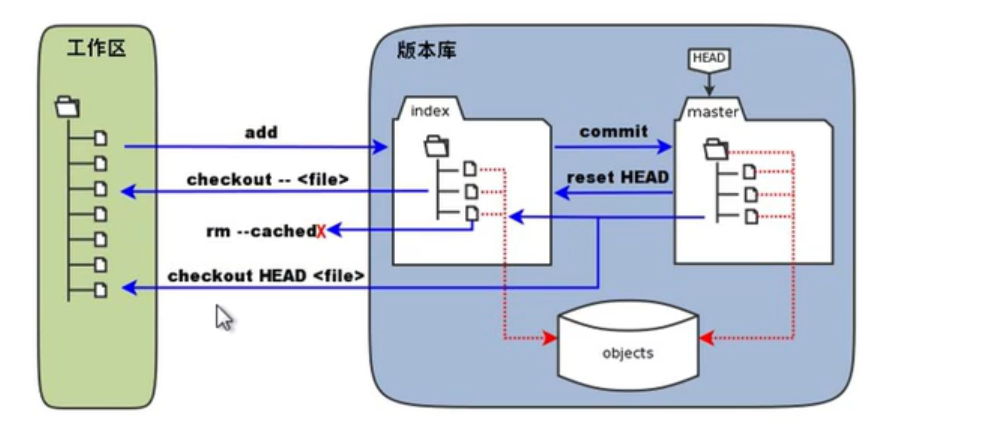 工作区
版本库
HEAD
index
master
add
commit
checkout -- <file>
reset HEAD
rm --cachedX
checkout HEAD <file>
objects